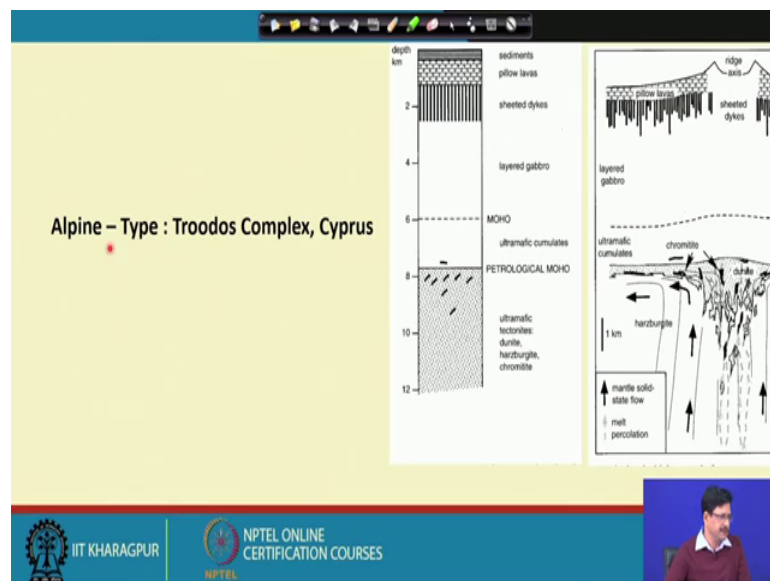 Alpine – Type : Troodos Complex, Cyprus
depth
km
2
4
6
8
10
12
sediments
pillow lavas
sheeted dykes
layered gabbro
MOHO
ultramafic cumulates
PETROLOGICAL MOHO
ultramafic
tectonites:
dunite,
harzburgite,
chromitite
ridge
axis
pillow lavas
sheeted
dykes
layered
gabbro
ultramafic
cumulates
chromitite
dunite
harzburgite
1 km
mantle solid-
state flow
melt
percolation
IIT KHARAGPUR
NPTEL
NPTEL ONLINE
CERTIFICATION COURSES